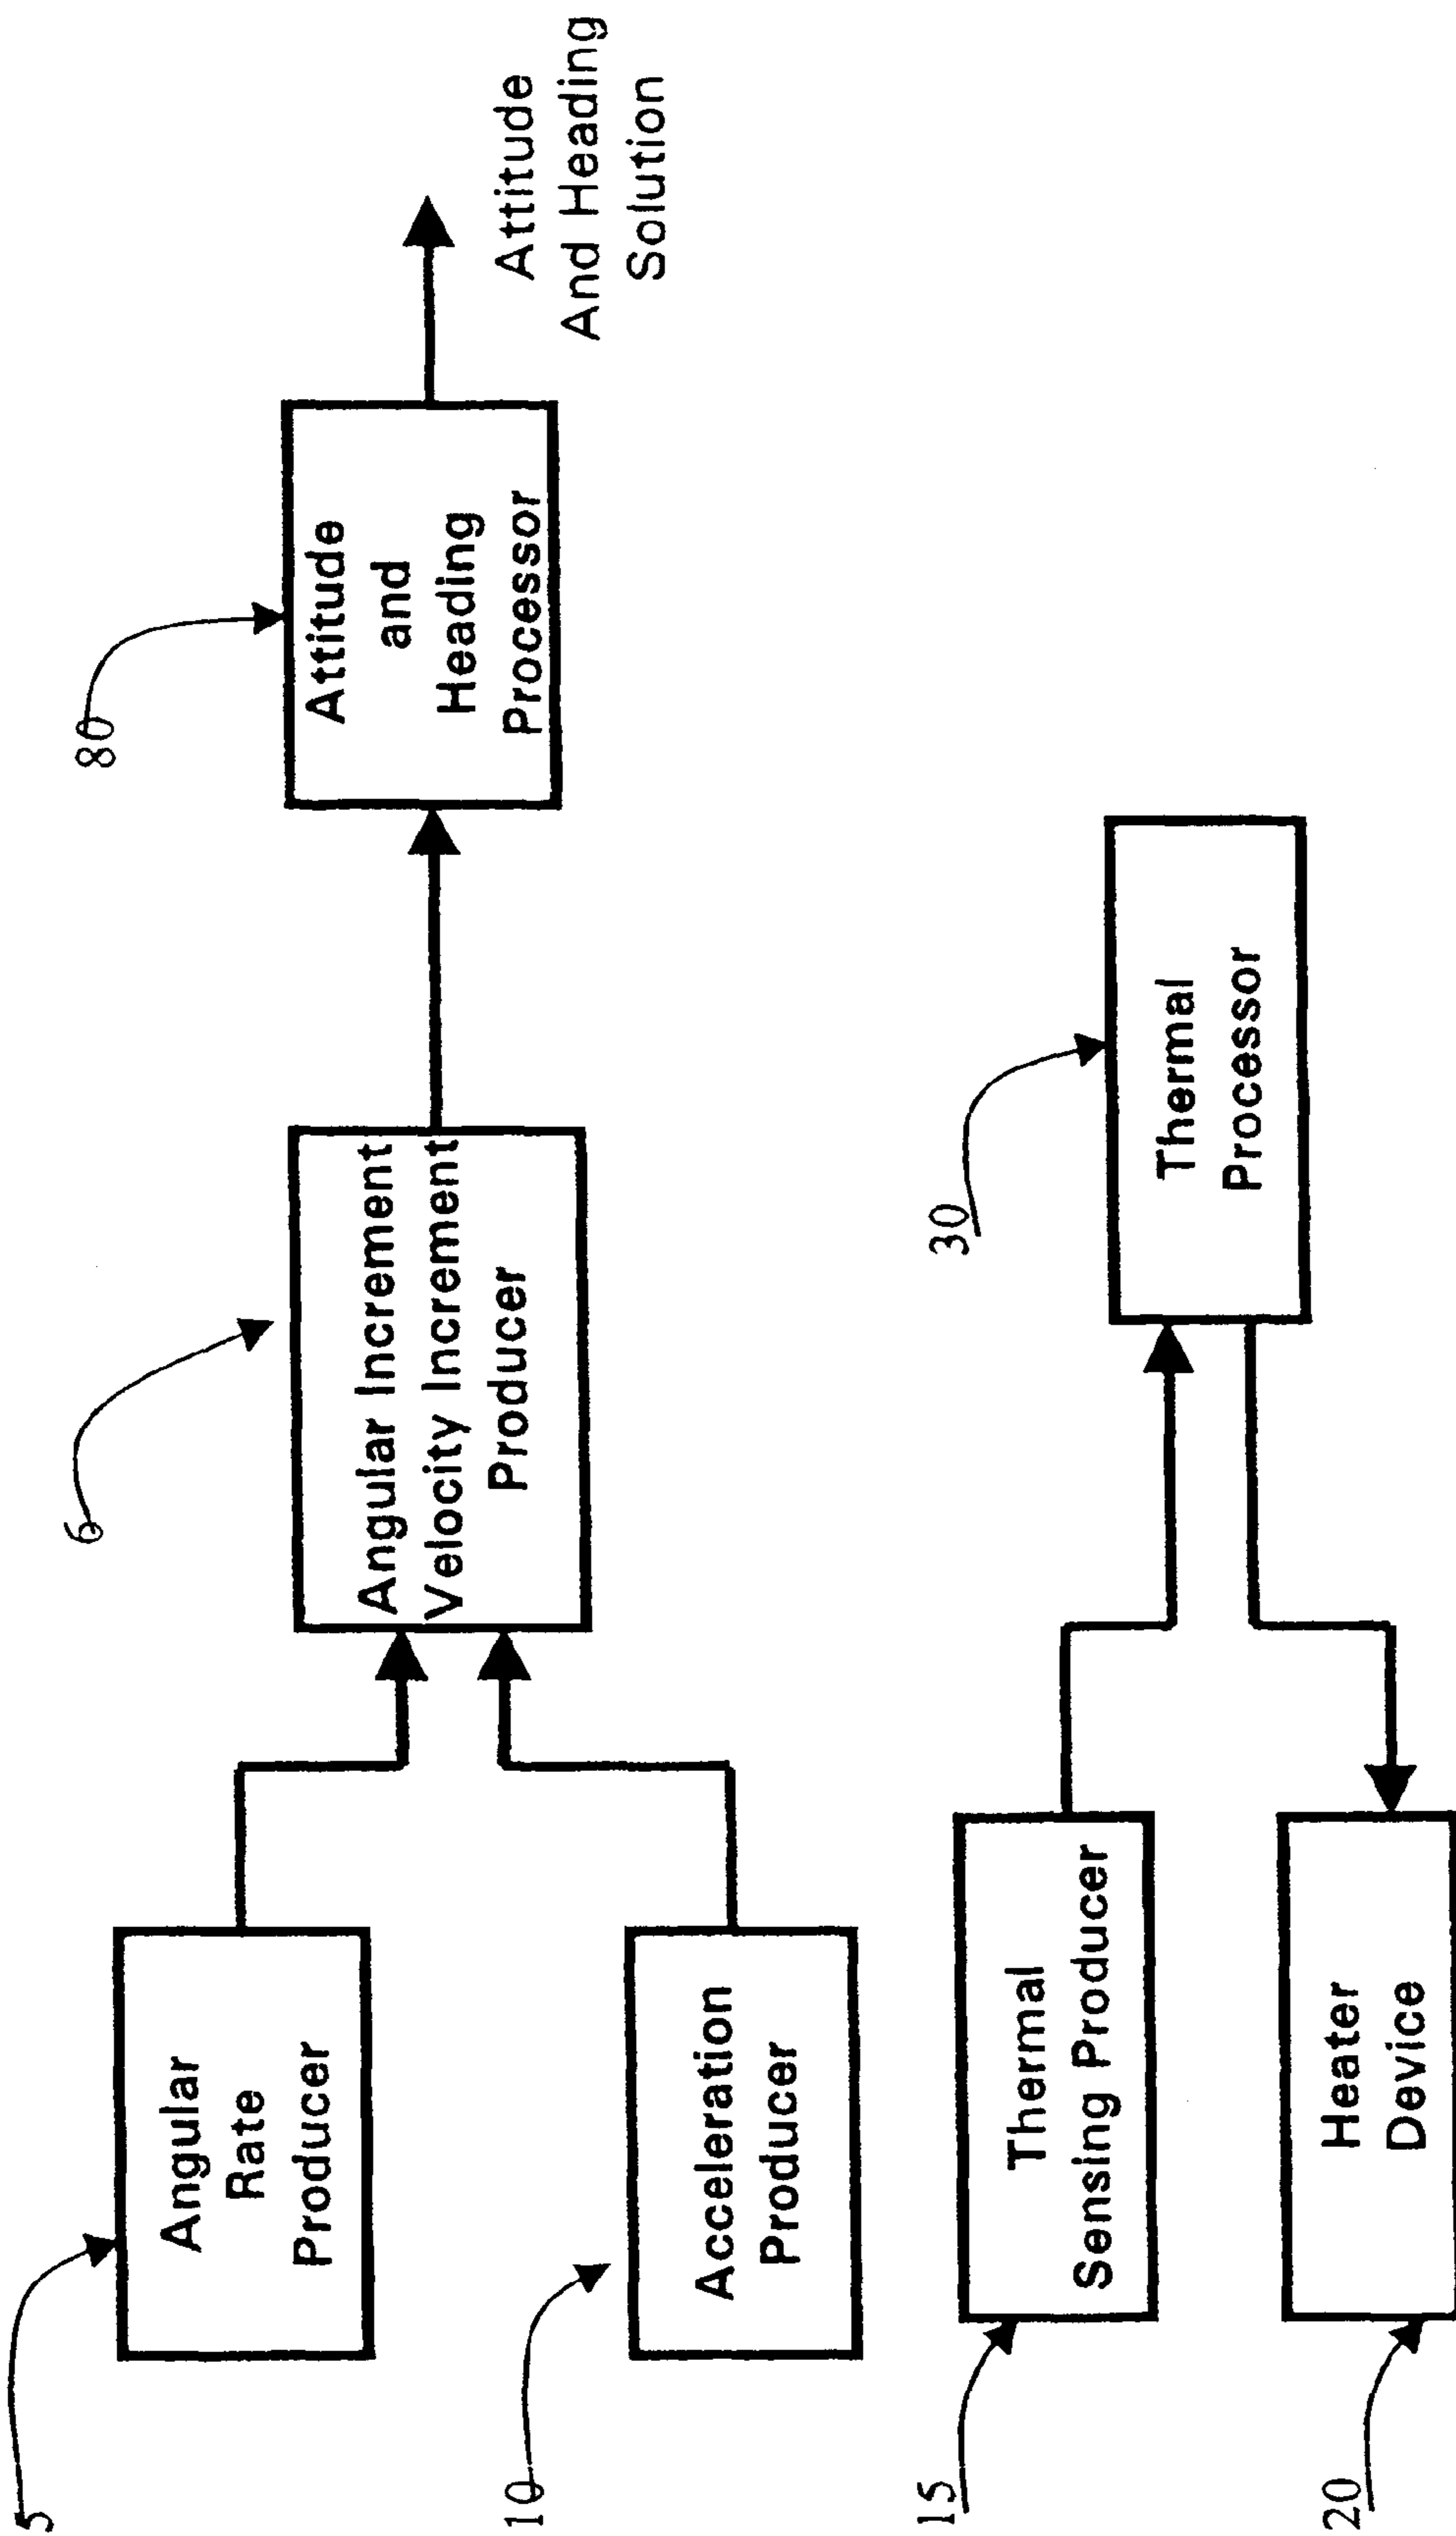 5
Angular
Rate
Producer
10
Acceleration
Producer
6
Angular Increment
Velocity Increment
Producer
80
Attitude
and
Heading
Processor
Attitude
And Heading
Solution
15
Thermal
Sensing Producer
20
Heater
Device
30
Thermal
Processor